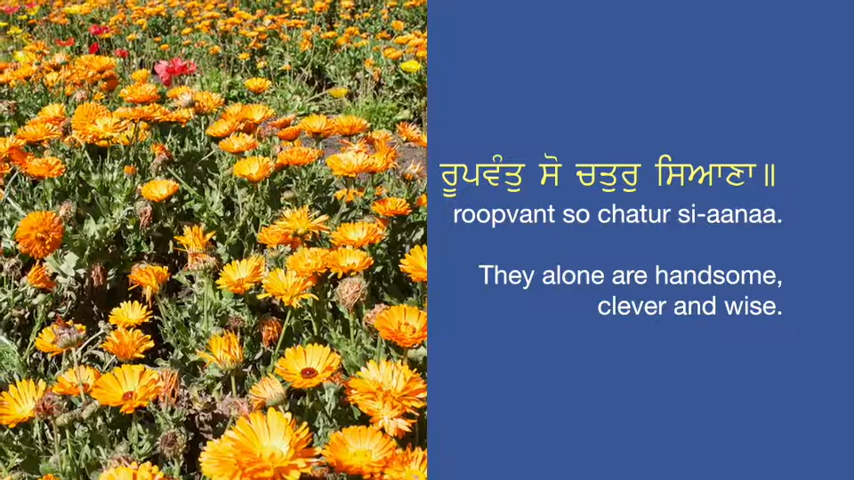 ਰੂਪਵੰਤੁ ਸੋ ਚਤੁਰੁ ਸਿਆਣਾ॥
roopvant so chatur si-aanaa.
They alone are handsome,
clever and wise.